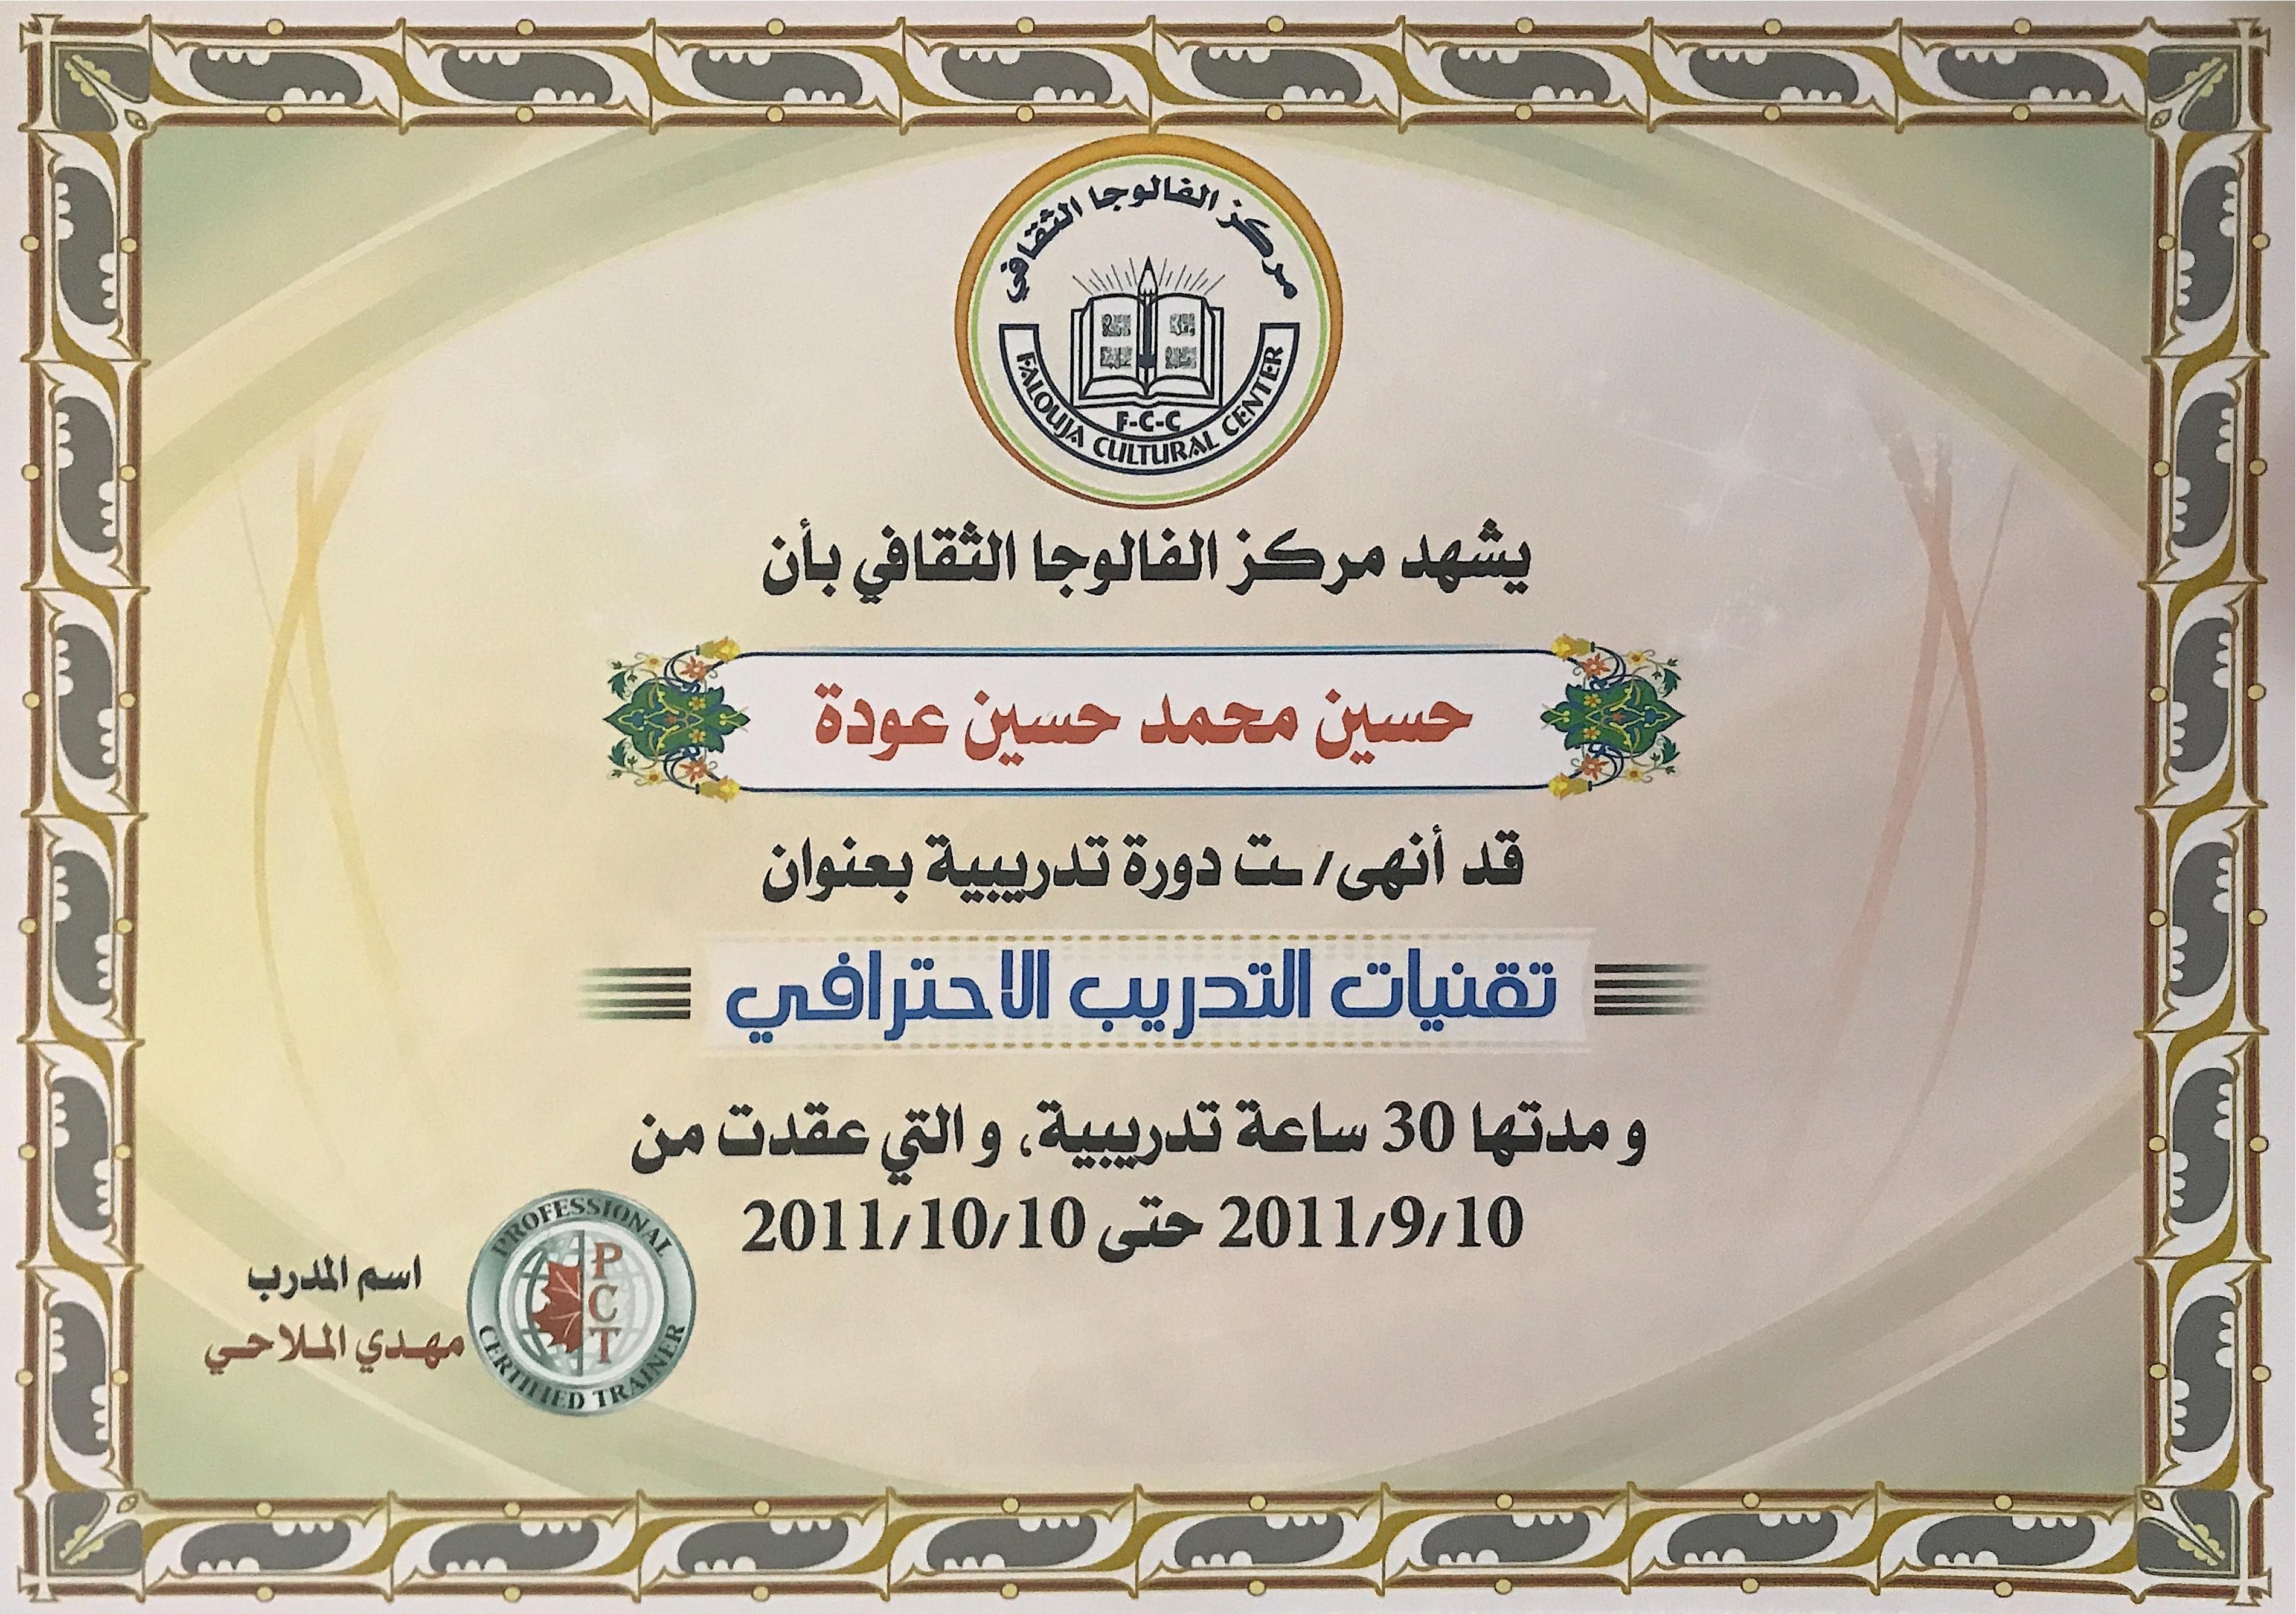 مركز الفالوجا الثقافي
F-C-C
FALOUJA CULTURAL CENTER
يشهد مركز الفالوجا الثقافي بأن
حسين محمد حسين عودة
قد أنهى/ـت دورة تدريبية بعنوان
تقنيات التدريب الاحترافي
و مدتها 30 ساعة تدريبية، و التي عقدت من
2011/9/10 حتى 2011/10/10
PROFESSIONAL
PCT
CERTIFIED TRAINER
اسم المدرب
مهدي الملاحي